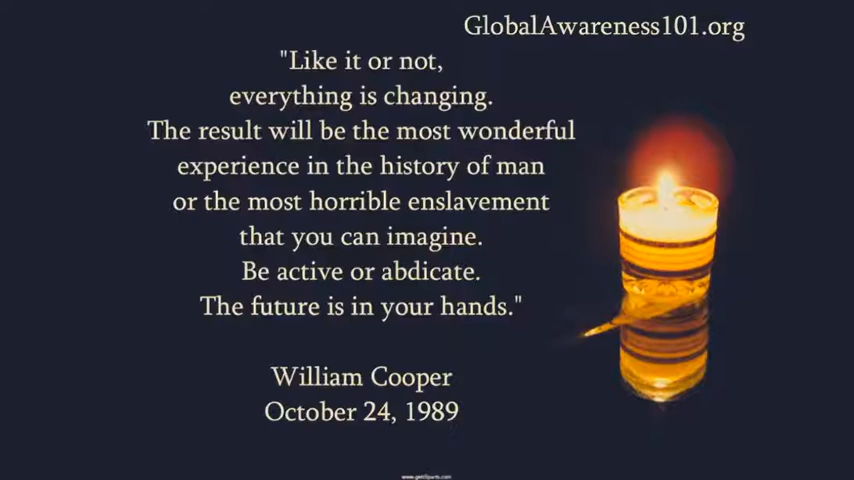 GlobalAwareness101.org
"Like it or not,
everything is changing.
The result will be the most wonderful
experience in the history of man
or the most horrible enslavement
that you can imagine.
Be active or abdicate.
The future is in your hands."
William Cooper
October 24, 1989